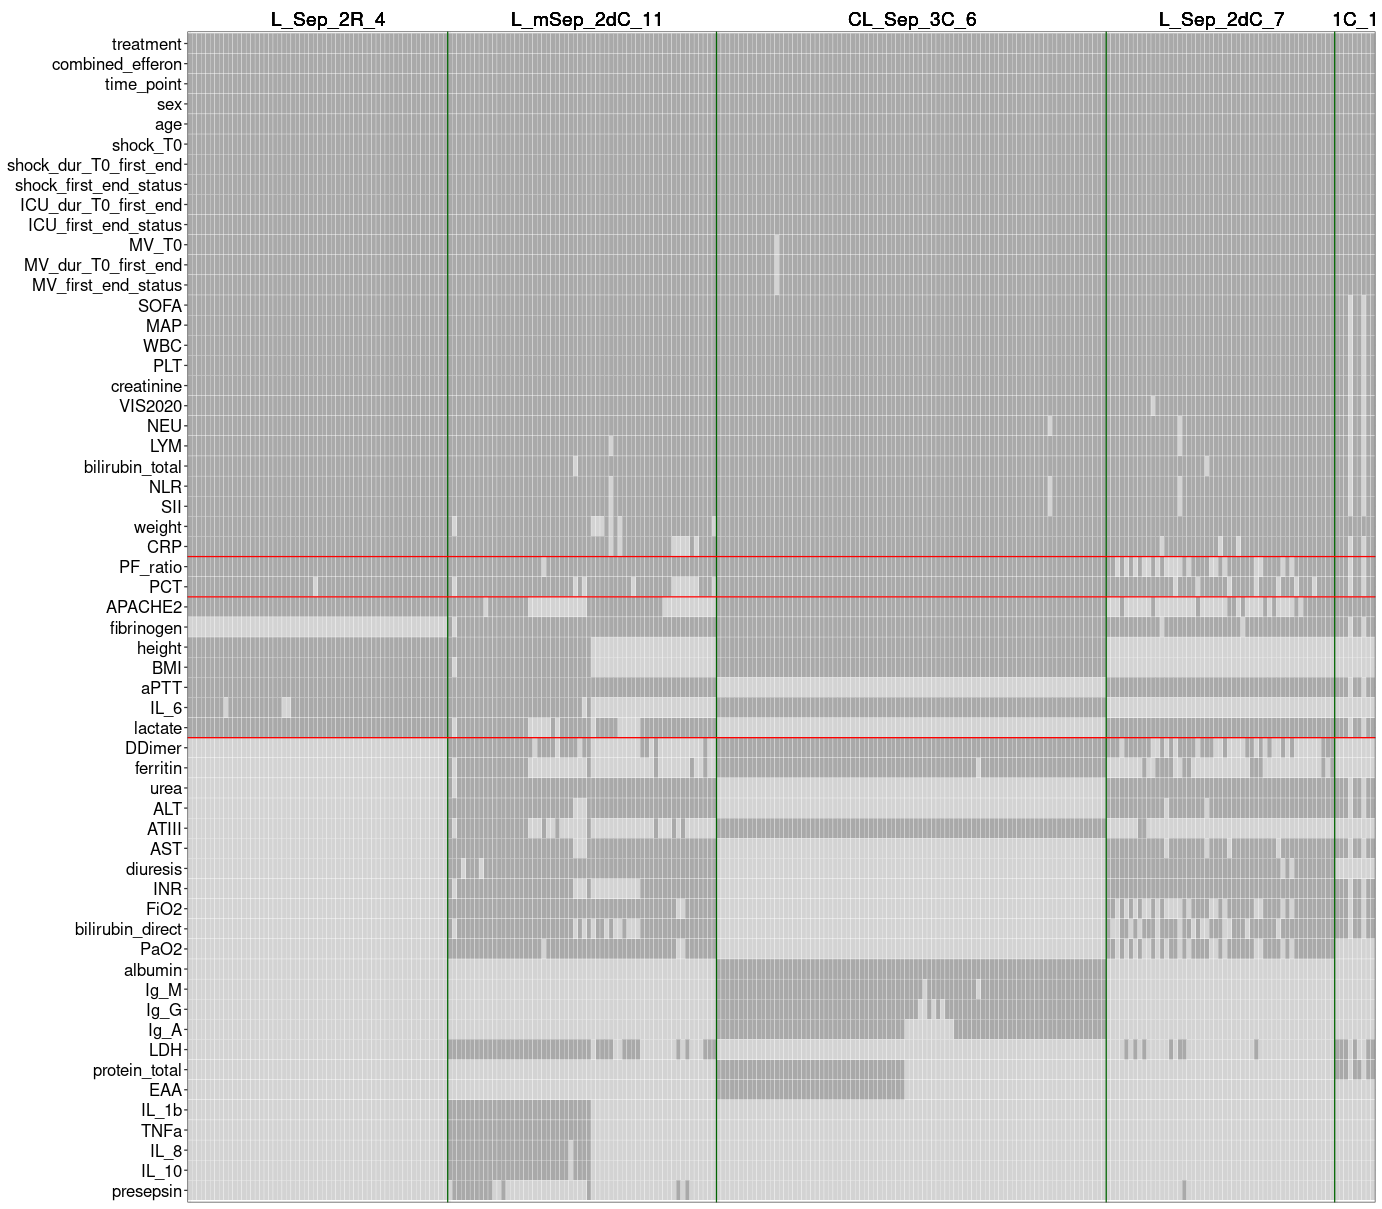 L_Sep_2R_4 L_mSep_2dC_11 CL_Sep_3C_6 L_Sep_2dC_7 1C_1
treatment
combined_efferon
time_point
sex
age
shock_T0
shock_dur_T0_first_end
shock_first_end_status
ICU_dur_T0_first_end
ICU_first_end_status
MV_T0
MV_dur_T0_first_end
MV_first_end_status
SOFA
MAP
WBC
PLT
creatinine
VIS2020
NEU
LYM
bilirubin_total
NLR
SII
weight
CRP
PF_ratio
PCT
APACHE2
fibrinogen
height
BMI
aPTT
IL_6
lactate
DDimer
ferritin
urea
ALT
ATIII
AST
diuresis
INR
FiO2
bilirubin_direct
PaO2
albumin
Ig_M
Ig_G
Ig_A
LDH
protein_total
EAA
IL_1b
TNFa
IL_8
IL_10
presepsin